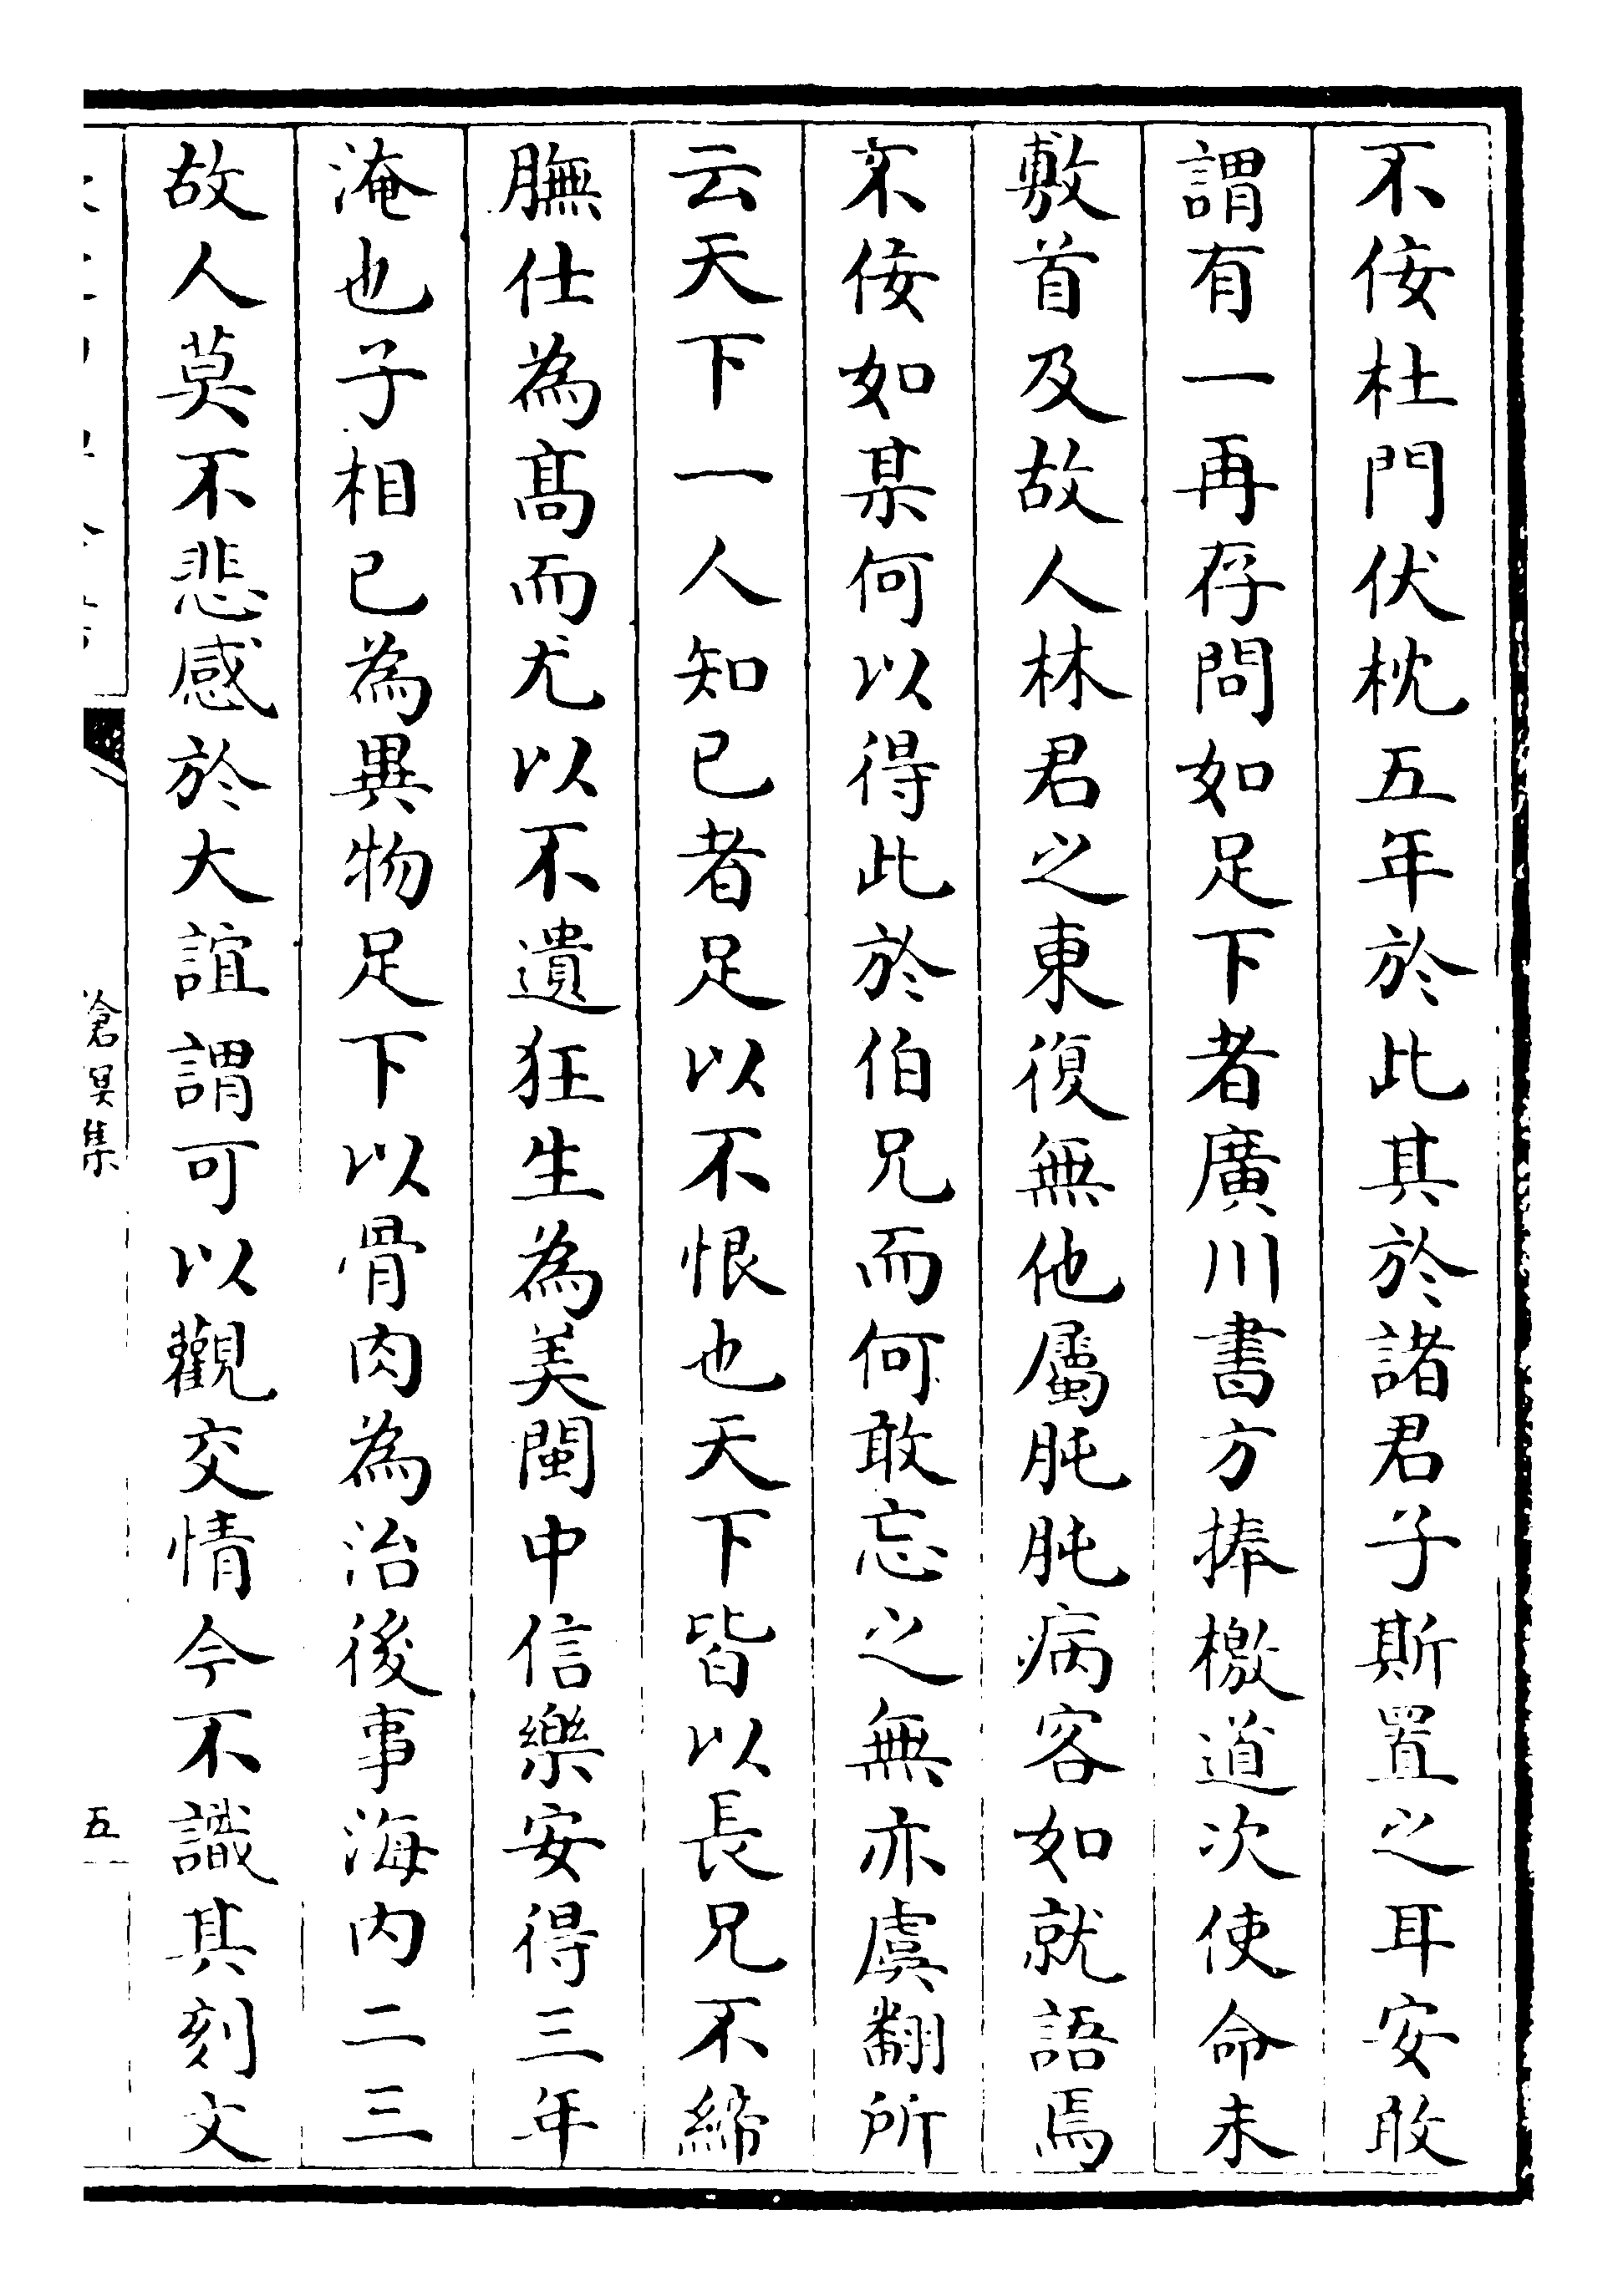 不佞杜門伏枕五年於此其於諸君子斯置之耳安敢
謂有一再存問如足下者廣川書方捧檄道次使命未
敷首及故人林君之東復無他屬肫肫病客如就語焉
不佞如某何以得此於伯兄而何敢忘之無亦虞翻所
云天下一人知已者足以不恨也天下皆以長兄不締
膴仕為髙而尤以不遺狂生為美閩中信樂安得三年
淹也子相已為異物足下以骨肉為治後事海内二三
故人莫不悲感於大誼謂可以觀交情今不識其刻文
滄溟集
五